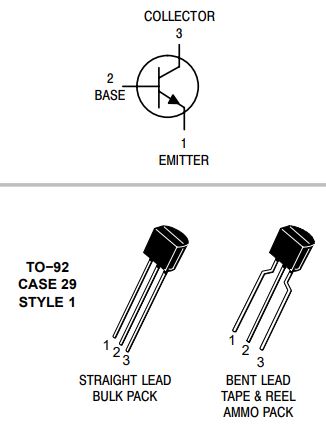 COLLECTOR
3
2
BASE
1
EMITTER
TO−92
CASE 29
STYLE 1
1
2
3
STRAIGHT LEAD
BULK PACK
1
2
3
BENT LEAD
TAPE & REEL
AMMO PACK